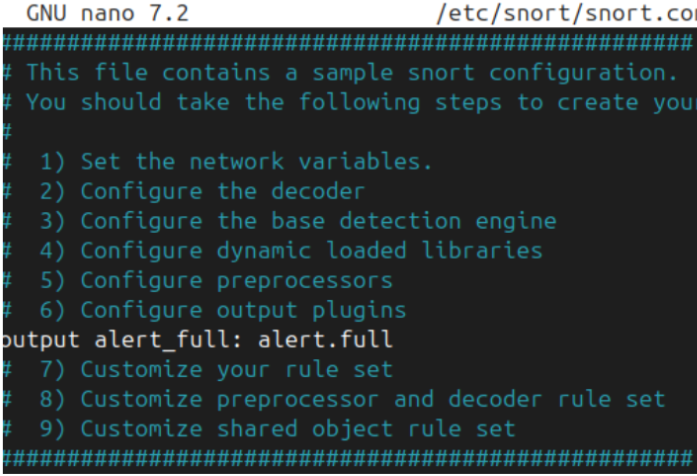 GNU nano 7.2 /etc/snort/snort.con
####################################################
# This file contains a sample snort configuration.
# You should take the following steps to create your
#
# 1) Set the network variables.
# 2) Configure the decoder
# 3) Configure the base detection engine
# 4) Configure dynamic loaded libraries
# 5) Configure preprocessors
# 6) Configure output plugins
output alert_full: alert.full
# 7) Customize your rule set
# 8) Customize preprocessor and decoder rule set
# 9) Customize shared object rule set
####################################################